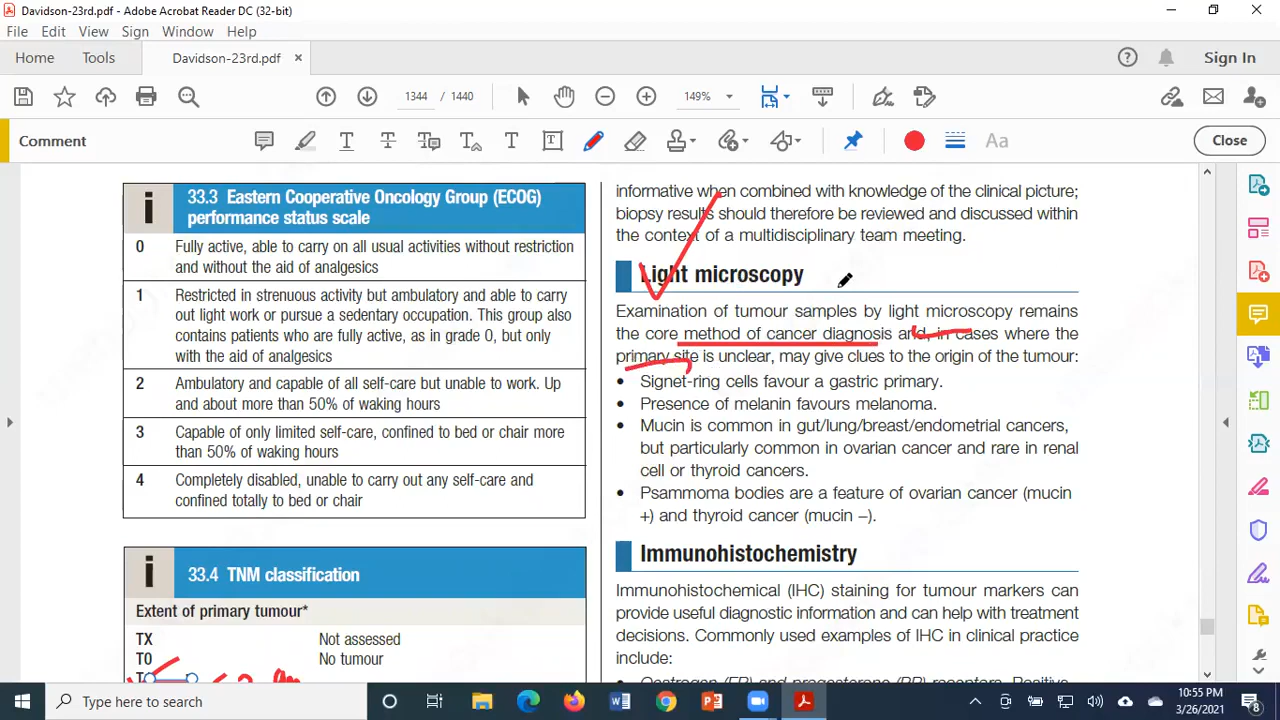 Davidson-23rd.pdf - Adobe Acrobat Reader DC (32-bit)
File Edit View Sign Window Help
Home Tools Davidson-23rd.pdf × Sign In
1344 / 1440 149%
Comment Aa Close
i 33.3 Eastern Cooperative Oncology Group (ECOG)
performance status scale
0 Fully active, able to carry on all usual activities without restriction
and without the aid of analgesics
1 Restricted in strenuous activity but ambulatory and able to carry
out light work or pursue a sedentary occupation. This group also
contains patients who are fully active, as in grade 0, but only
with the aid of analgesics
2 Ambulatory and capable of all self-care but unable to work. Up
and about more than 50% of waking hours
3 Capable of only limited self-care, confined to bed or chair more
than 50% of waking hours
4 Completely disabled, unable to carry out any self-care and
confined totally to bed or chair
i 33.4 TNM classification
Extent of primary tumour*
TX Not assessed
T0 No tumour
informative when combined with knowledge of the clinical picture;
biopsy results should therefore be reviewed and discussed within
the context of a multidisciplinary team meeting.
Light microscopy
Examination of tumour samples by light microscopy remains
the core method of cancer diagnosis and, in cases where the
primary site is unclear, may give clues to the origin of the tumour:
• Signet-ring cells favour a gastric primary.
• Presence of melanin favours melanoma.
• Mucin is common in gut/lung/breast/endometrial cancers,
but particularly common in ovarian cancer and rare in renal
cell or thyroid cancers.
• Psammoma bodies are a feature of ovarian cancer (mucin
+) and thyroid cancer (mucin –).
Immunohistochemistry
Immunohistochemical (IHC) staining for tumour markers can
provide useful diagnostic information and can help with treatment
decisions. Commonly used examples of IHC in clinical practice
include:
• Oestrogen (ER) and progesterone (PR) receptors. Positive
Type here to search
10:55 PM
3/26/2021
8